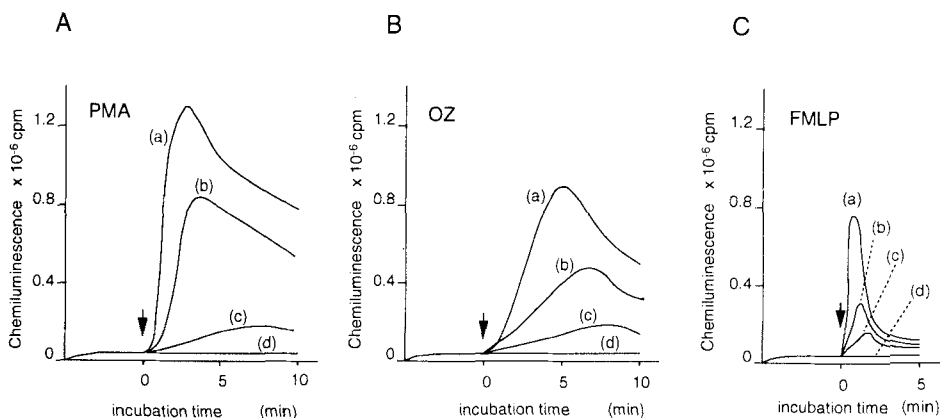 A
Chemiluminescence x 10⁻⁶ cpm
1.2
0.8
0.4
0
PMA
(a)
(b)
(c)
(d)
0 5 10
incubation time (min)
B
Chemiluminescence x 10⁻⁶ cpm
1.2
0.8
0.4
0
OZ
(a)
(b)
(c)
(d)
0 5 10
incubation time (min)
C
Chemiluminescence x 10⁻⁶ cpm
1.2
0.8
0.4
0
FMLP
(a)
(b)
(c)
(d)
0 5
incubation time (min)